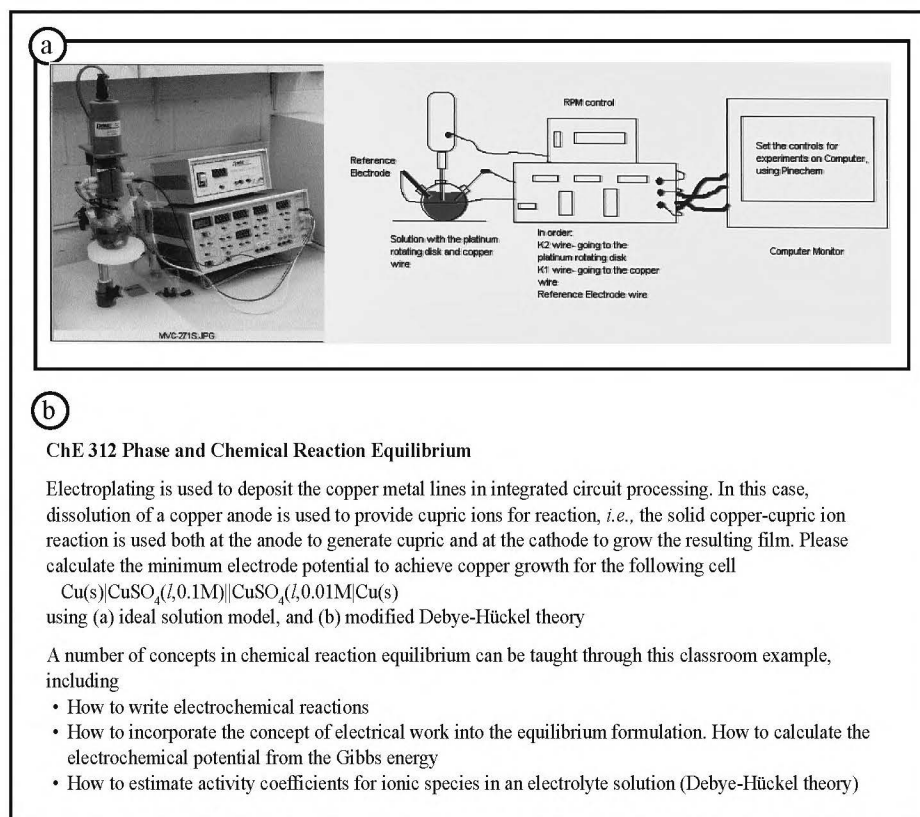 a
MVC-271S.JPG
Reference
Electrode
Solution with the platinum
rotating disk and copper
wire
RPM control
In order:
K2 wire- going to the
platinum rotating disk
K1 wire- going to the copper
wire
Reference Electrode wire
Set the controls for
experiments on Computer,
using Pinechem
Computer Monitor
b
ChE 312 Phase and Chemical Reaction Equilibrium
Electroplating is used to deposit the copper metal lines in integrated circuit processing. In this case,
dissolution of a copper anode is used to provide cupric ions for reaction, i.e., the solid copper-cupric ion
reaction is used both at the anode to generate cupric and at the cathode to grow the resulting film. Please
calculate the minimum electrode potential to achieve copper growth for the following cell
Cu(s)|CuSO₄(l,0.1M)||CuSO₄(l,0.01M|Cu(s)
using (a) ideal solution model, and (b) modified Debye-Hückel theory
A number of concepts in chemical reaction equilibrium can be taught through this classroom example,
including
• How to write electrochemical reactions
• How to incorporate the concept of electrical work into the equilibrium formulation. How to calculate the
electrochemical potential from the Gibbs energy
• How to estimate activity coefficients for ionic species in an electrolyte solution (Debye-Hückel theory)